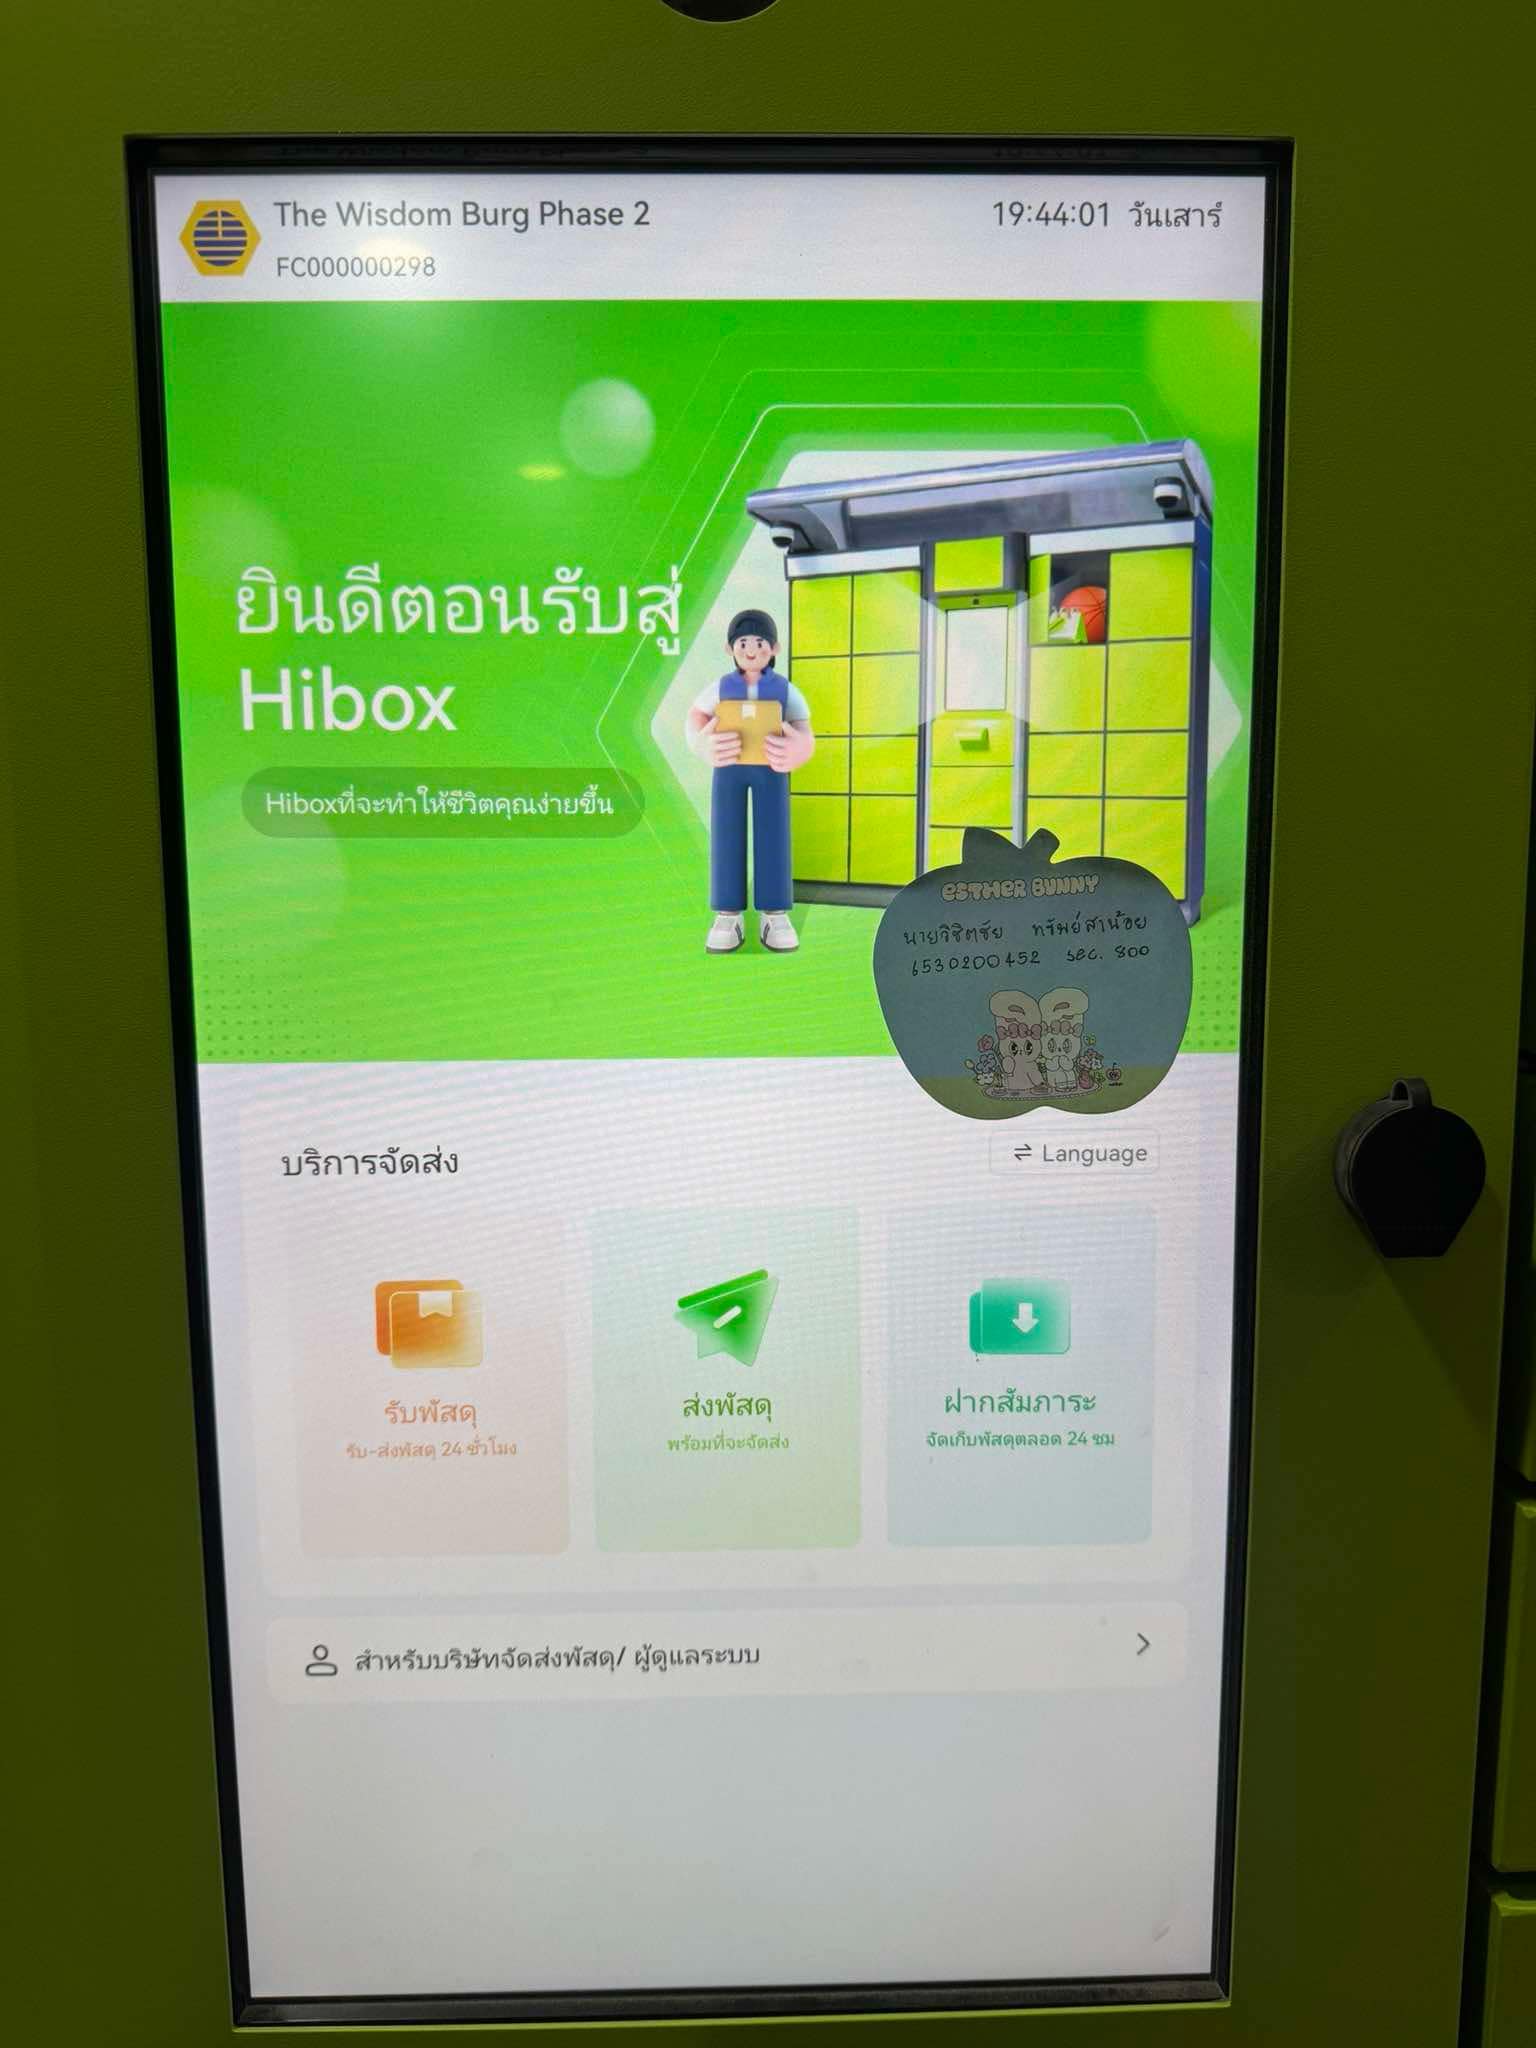 The Wisdom Burg Phase 2
19:44:01 วันเสาร์
FC000000298
ยินดีตอนรับสู่
Hibox
Hiboxที่จะทำให้ชีวิตคุณง่ายขึ้น
ESTHER BUNNY
นายวิชิตชัย ทรัพย์สาน้อย
6530200452 sec. 800
บริการจัดส่ง
⇌ Language
รับพัสดุ
รับ-ส่งพัสดุ 24 ชั่วโมง
ส่งพัสดุ
พร้อมที่จะจัดส่ง
ฝากสัมภาระ
จัดเก็บพัสดุตลอด 24 ชม
สำหรับบริษัทจัดส่งพัสดุ/ ผู้ดูแลระบบ